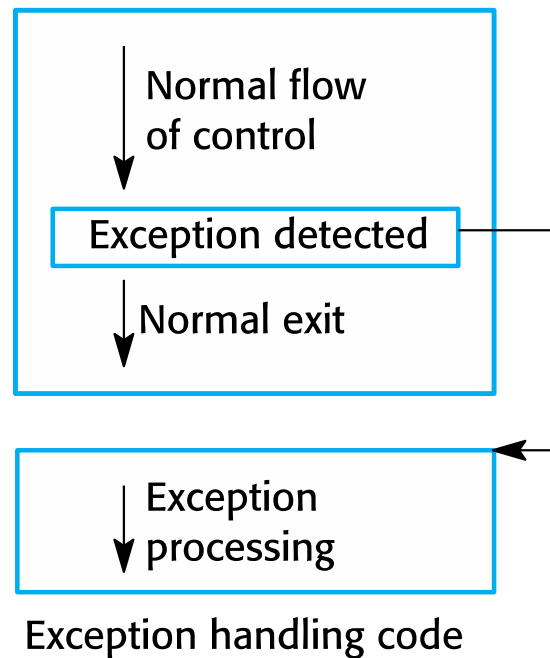 Normal flow
of control
Exception detected
Normal exit
Exception
processing
Exception handling code